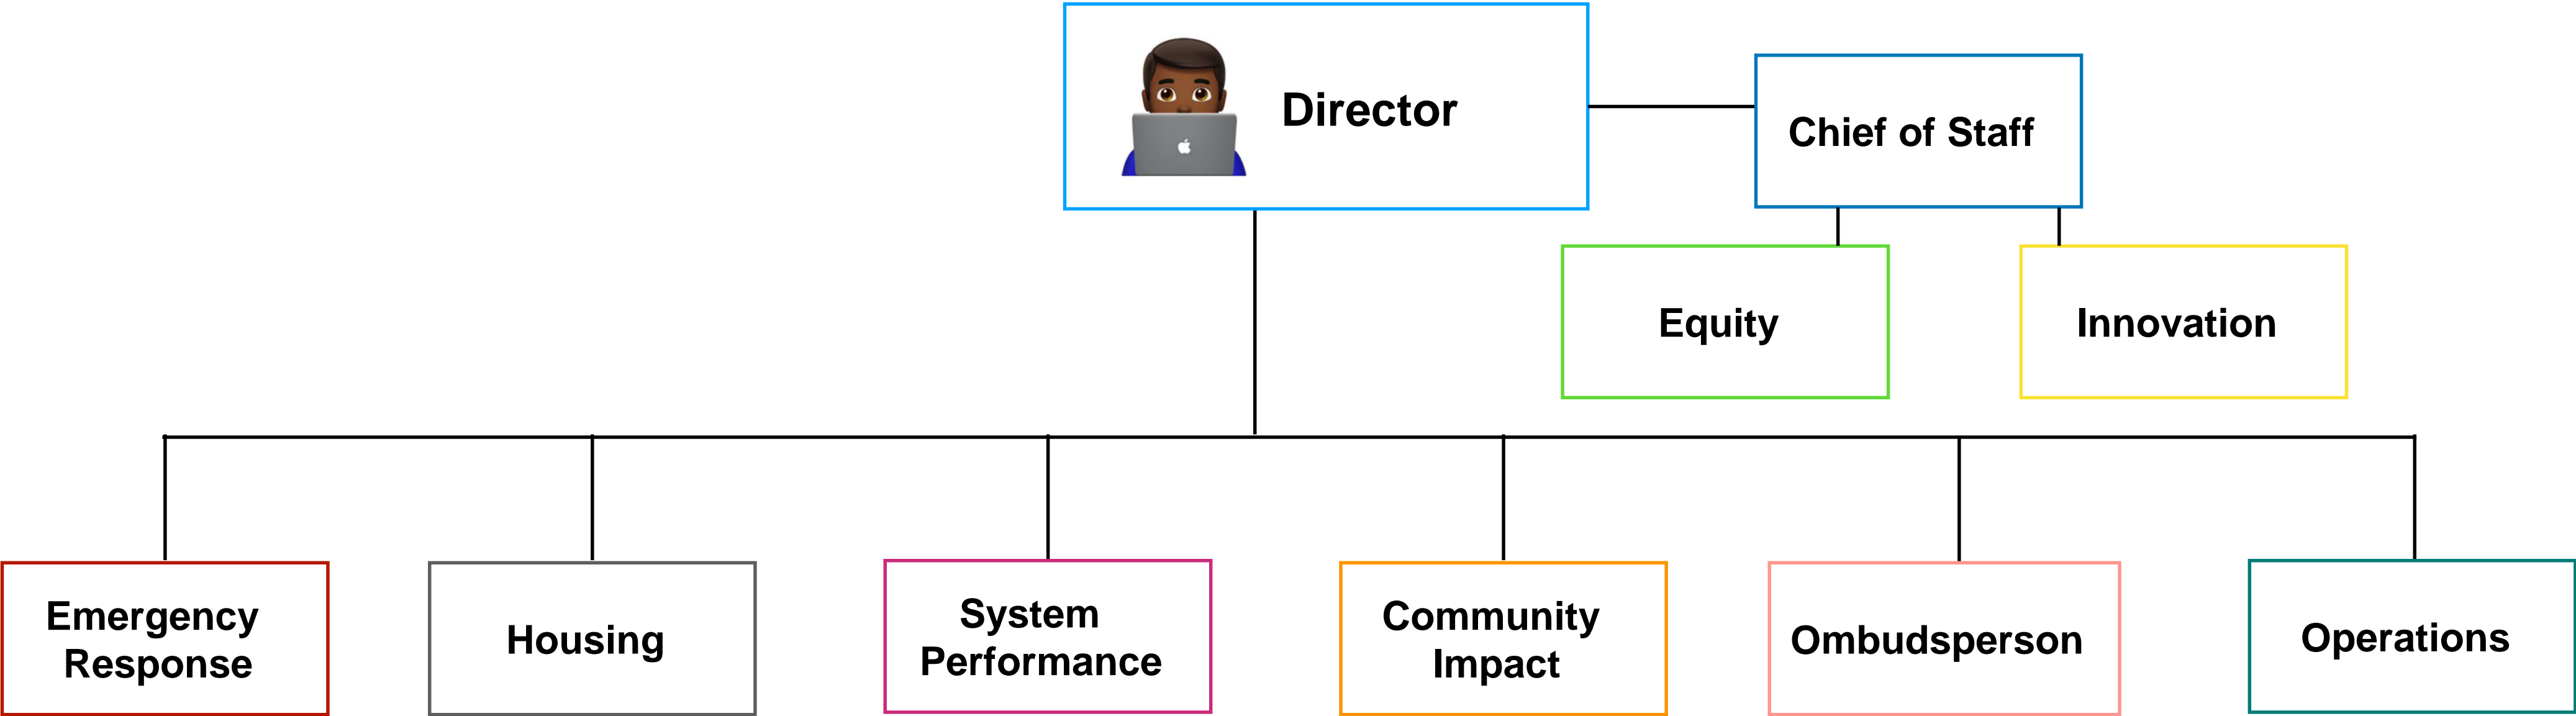 Director
Chief of Staff
Equity
Innovation
Emergency
Response
Housing
System
Performance
Community
Impact
Ombudsperson
Operations